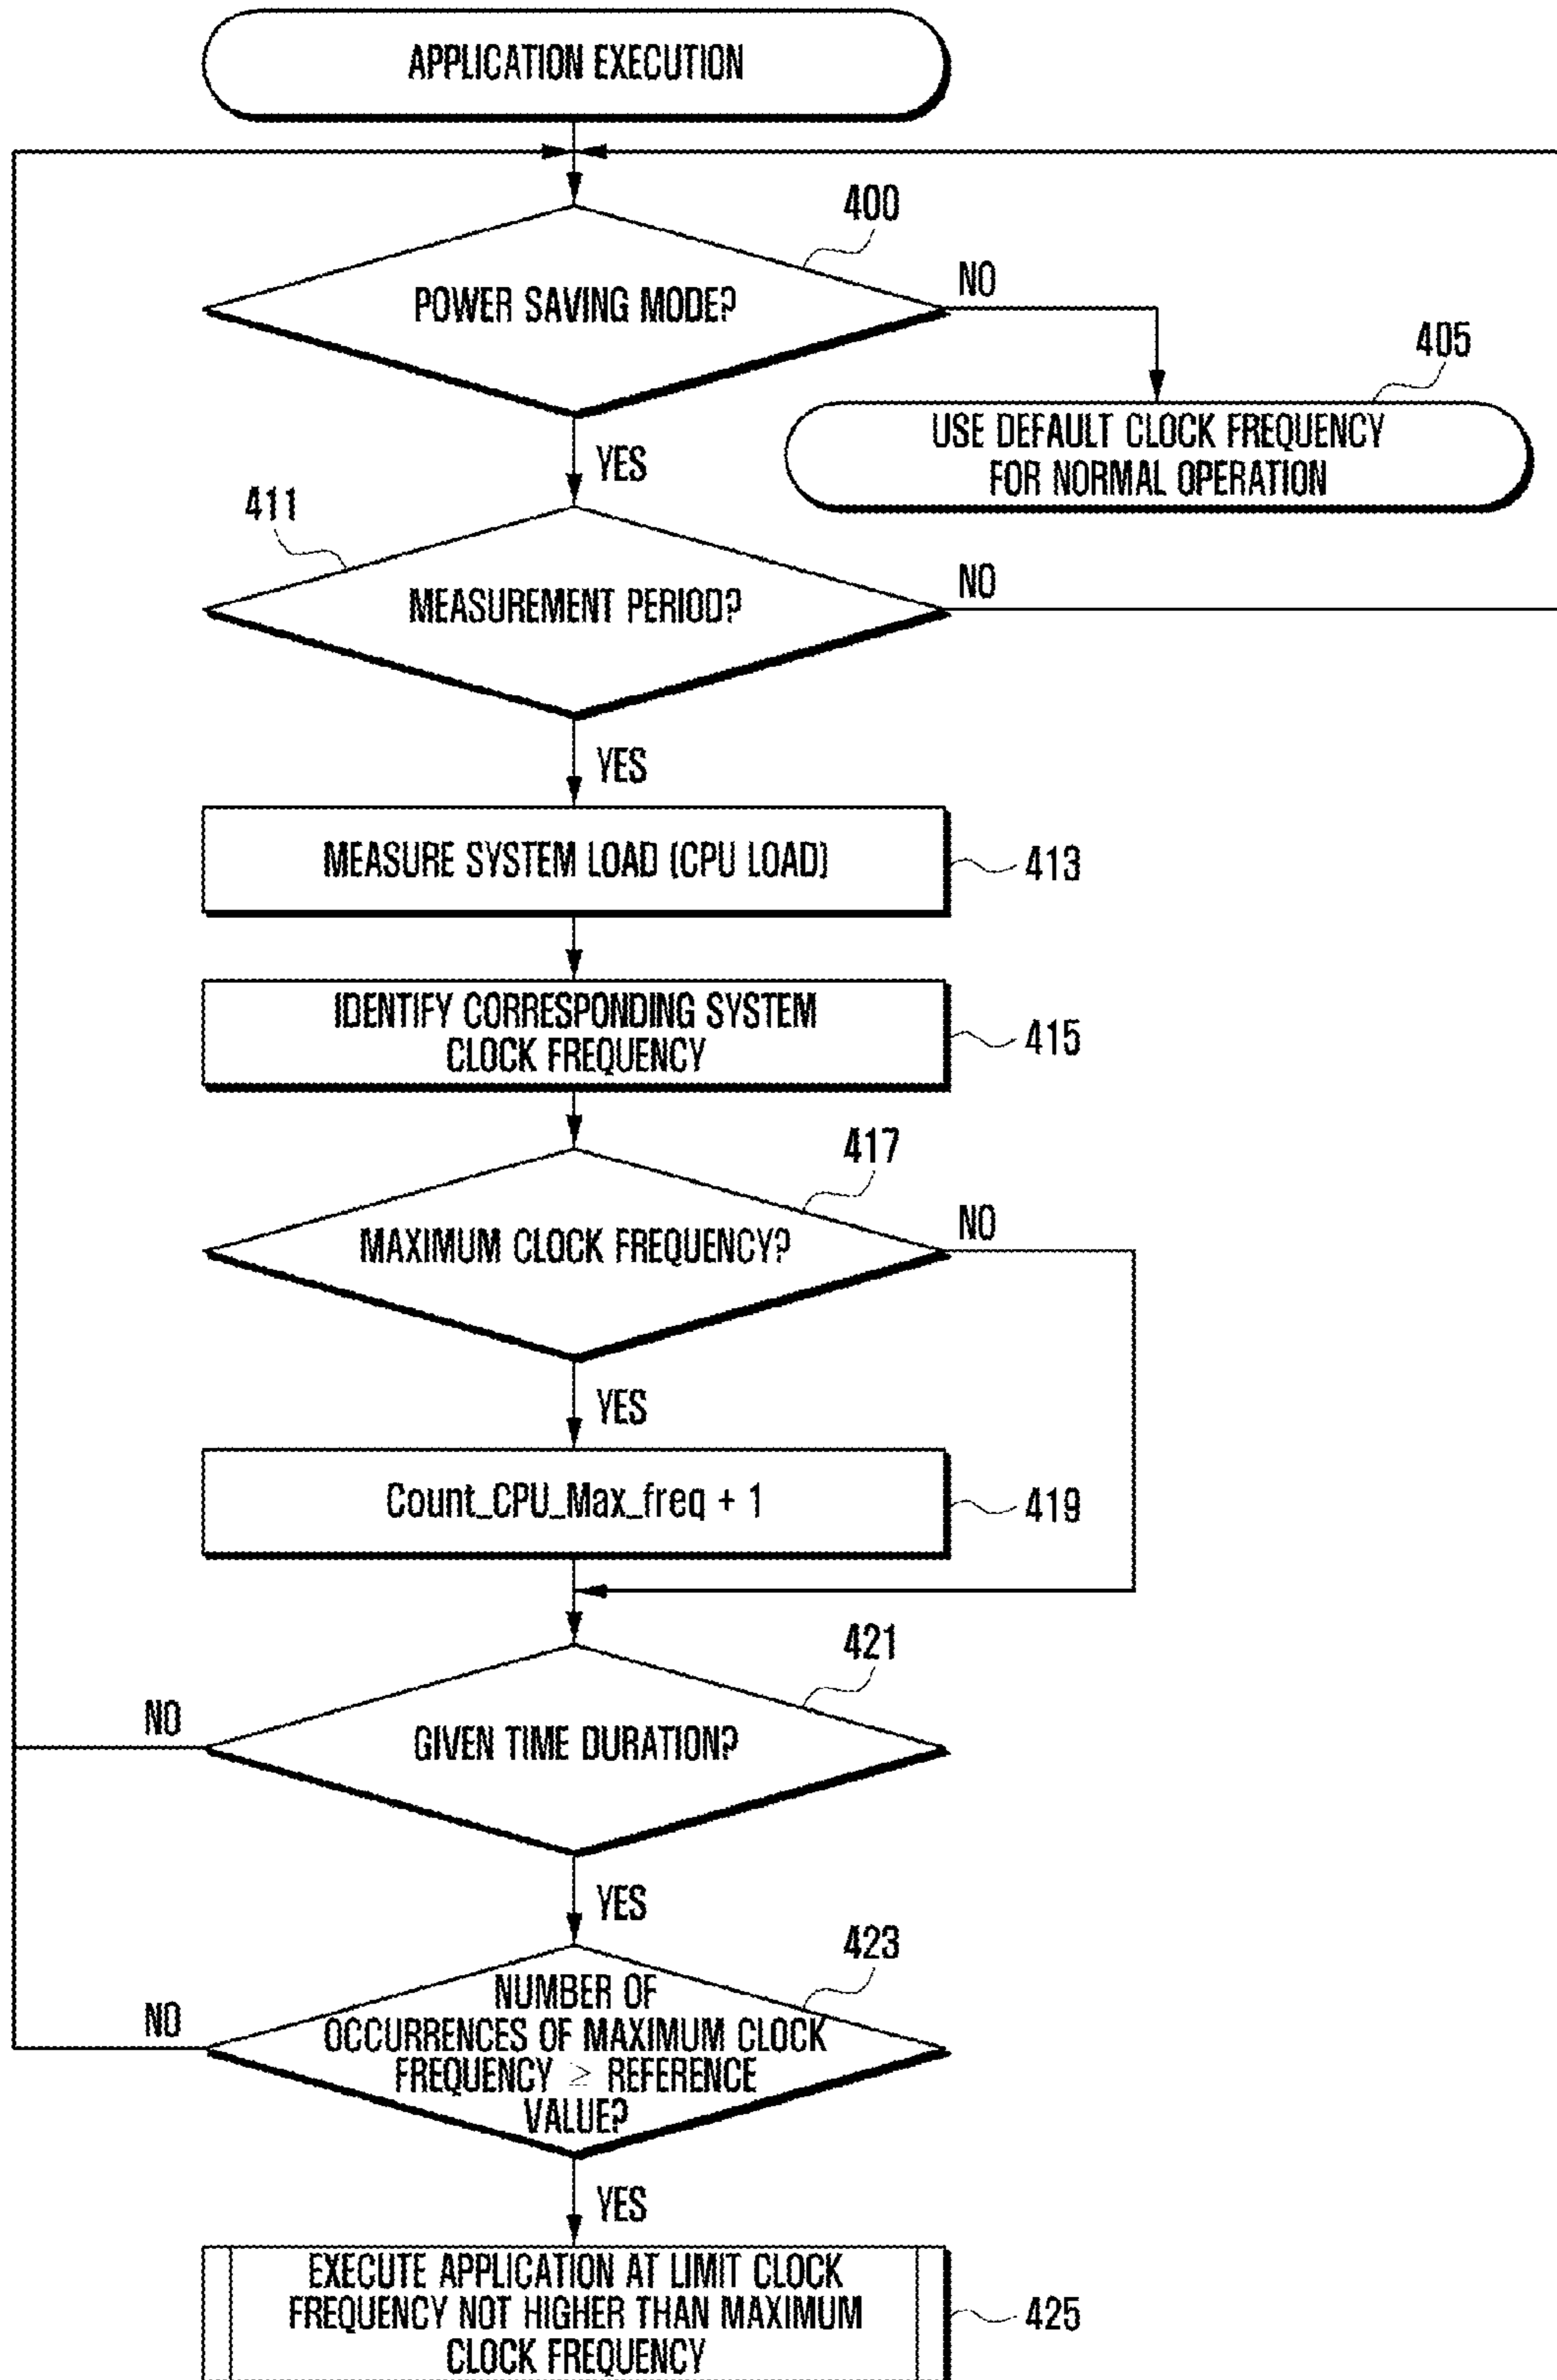 APPLICATION EXECUTION
400
POWER SAVING MODE?
NO
405
USE DEFAULT CLOCK FREQUENCY
FOR NORMAL OPERATION
YES
411
MEASUREMENT PERIOD?
NO
YES
MEASURE SYSTEM LOAD (CPU LOAD)
413
IDENTIFY CORRESPONDING SYSTEM
CLOCK FREQUENCY
415
417
MAXIMUM CLOCK FREQUENCY?
NO
YES
Count_CPU_Max_freq + 1
419
421
NO
GIVEN TIME DURATION?
YES
423
NO
NUMBER OF
OCCURRENCES OF MAXIMUM CLOCK
FREQUENCY ≥ REFERENCE
VALUE?
YES
EXECUTE APPLICATION AT LIMIT CLOCK
FREQUENCY NOT HIGHER THAN MAXIMUM
CLOCK FREQUENCY
425